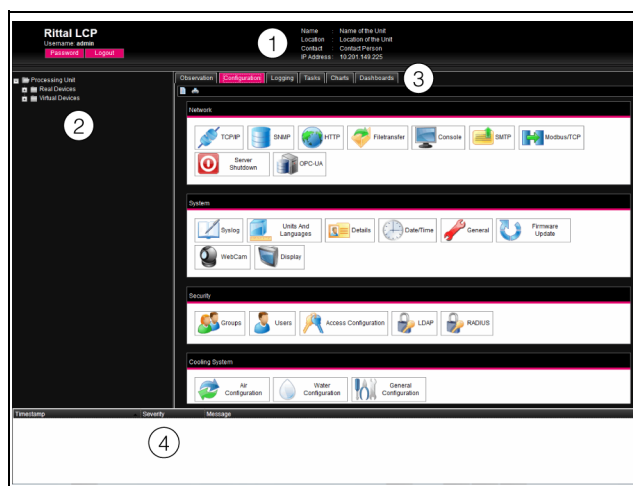 Rittal LCP
Username: admin
Password Logout
1
Name : Name of the Unit
Location : Location of the Unit
Contact : Contact Person
IP Address : 10.201.149.225
Processing Unit
Real Devices
Virtual Devices
2
Observation Configuration Logging Tasks Charts Dashboards
3
Network
TCP/IP SNMP HTTP Filetransfer Console SMTP Modbus/TCP
Server Shutdown OPC-UA
System
Syslog Units And Languages Details Date/Time General Firmware Update
WebCam Display
Security
Groups Users Access Configuration LDAP RADIUS
Cooling System
Air Configuration Water Configuration General Configuration
Timestamp Severity Message
4